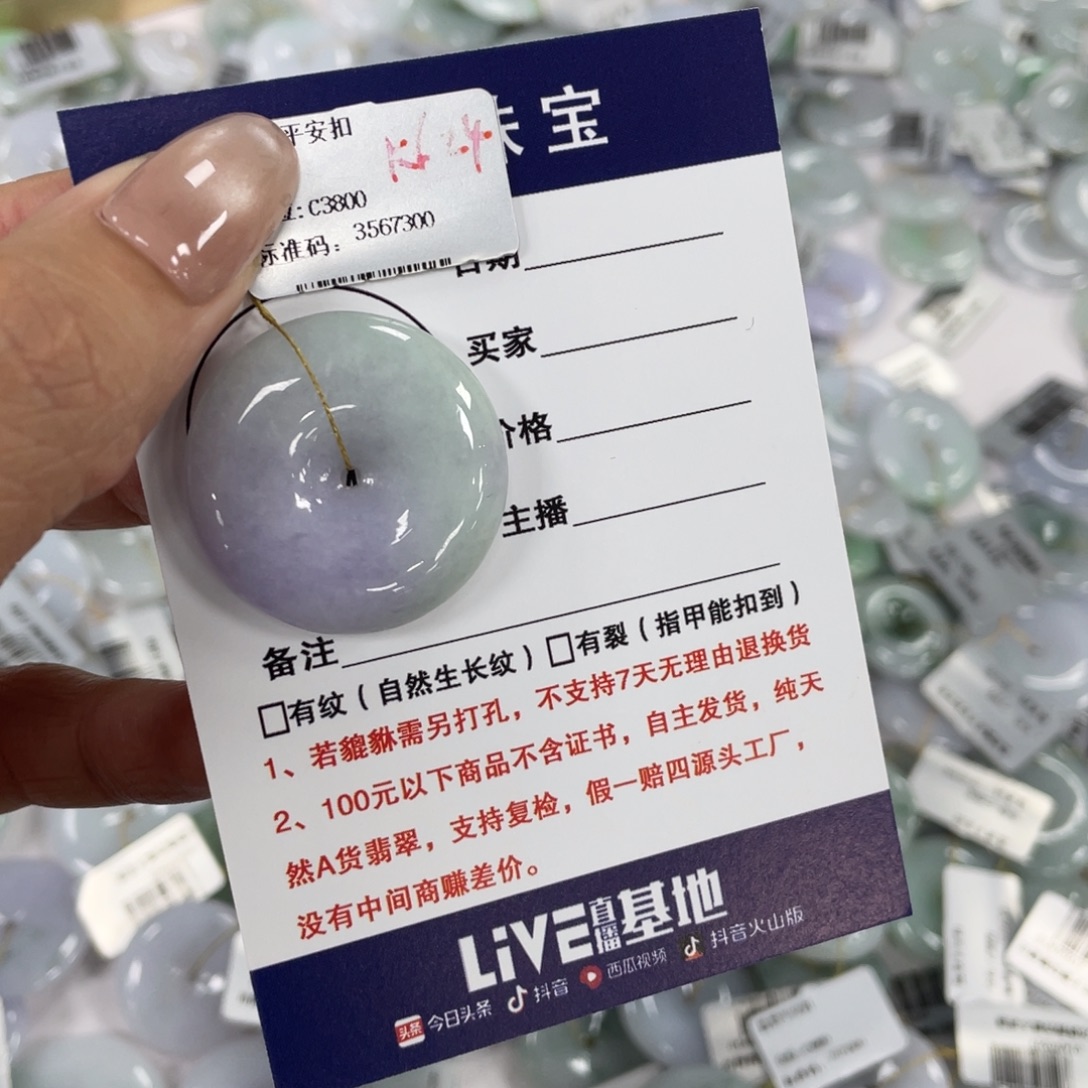 珠宝
平安扣
:C3800
标准码：3567300
日期
买家
价格
主播
备注
□有纹（自然生长纹）□有裂（指甲能扣到）
1、若貔貅需另打孔，不支持7天无理由退换货
2、100元以下商品不含证书，自主发货，纯天
然A货翡翠，支持复检，假一赔四源头工厂，
没有中间商赚差价。
LiVE直播基地
头条 今日头条 抖音 西瓜视频 抖音火山版